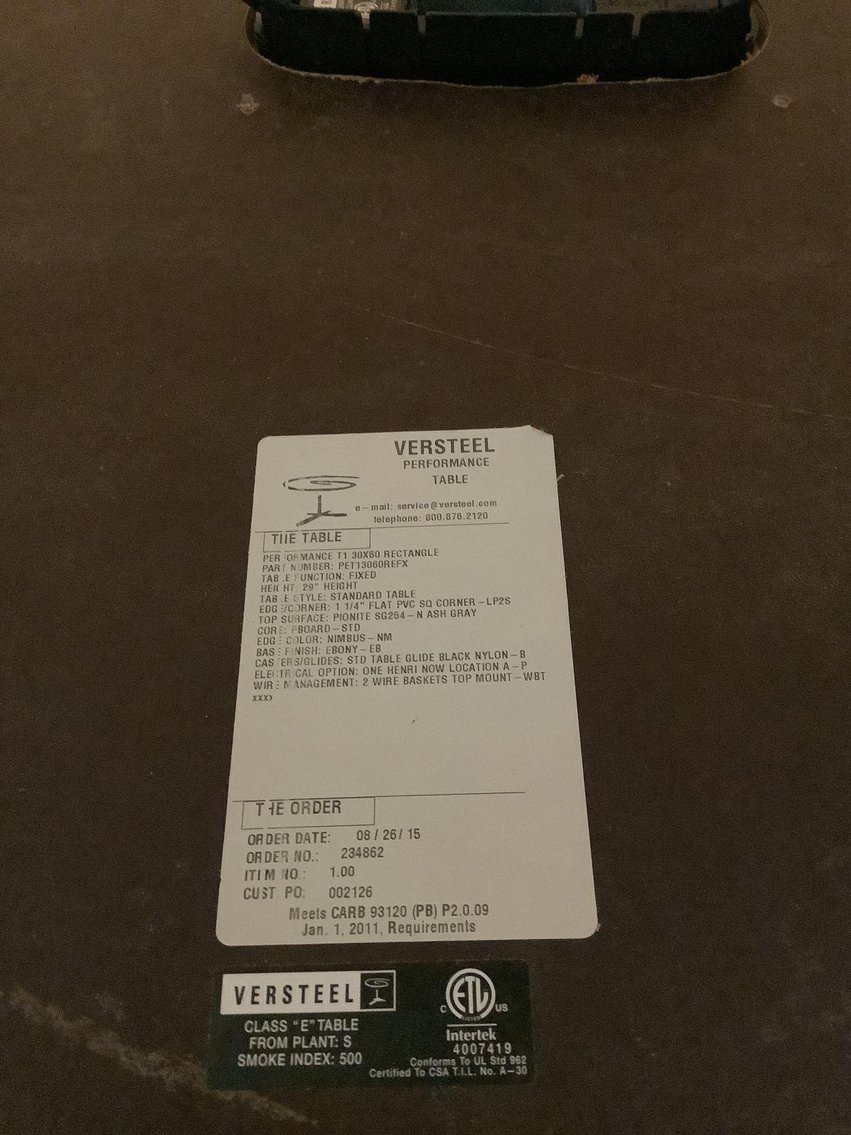 VERSTEEL
PERFORMANCE
TABLE
e-mail: service@versteel.com
telephone: 800.876.2120
THE TABLE
PERFORMANCE T1 30X60 RECTANGLE
PART NUMBER: PET13060REFX
TABLE FUNCTION: FIXED
HEIGHT: 29" HEIGHT
TABLE STYLE: STANDARD TABLE
EDGE/CORNER: 1 1/4" FLAT PVC SQ CORNER-LP2S
TOP SURFACE: PIONITE SG254-N ASH GRAY
CORE: PBOARD-STD
EDGE COLOR: NIMBUS-NM
BASE FINISH: EBONY-EB
CASTERS/GLIDES: STD TABLE GLIDE BLACK NYLON-B
ELECTRICAL OPTION: ONE HENRI NOW LOCATION A-P
WIRE MANAGEMENT: 2 WIRE BASKETS TOP MOUNT-WBT
xxxx
THE ORDER
ORDER DATE: 08/26/15
ORDER NO.: 234862
ITEM NO.: 1.00
CUST. PO: 002126
Meets CARB 93120 (PB) P2.0.09
Jan. 1, 2011, Requirements
VERSTEEL
CLASS "E" TABLE
FROM PLANT: S
SMOKE INDEX: 500
C ETL US
LISTED
Intertek
4007419
Conforms To UL Std 962
Certified To CSA T.I.L. No. A-30